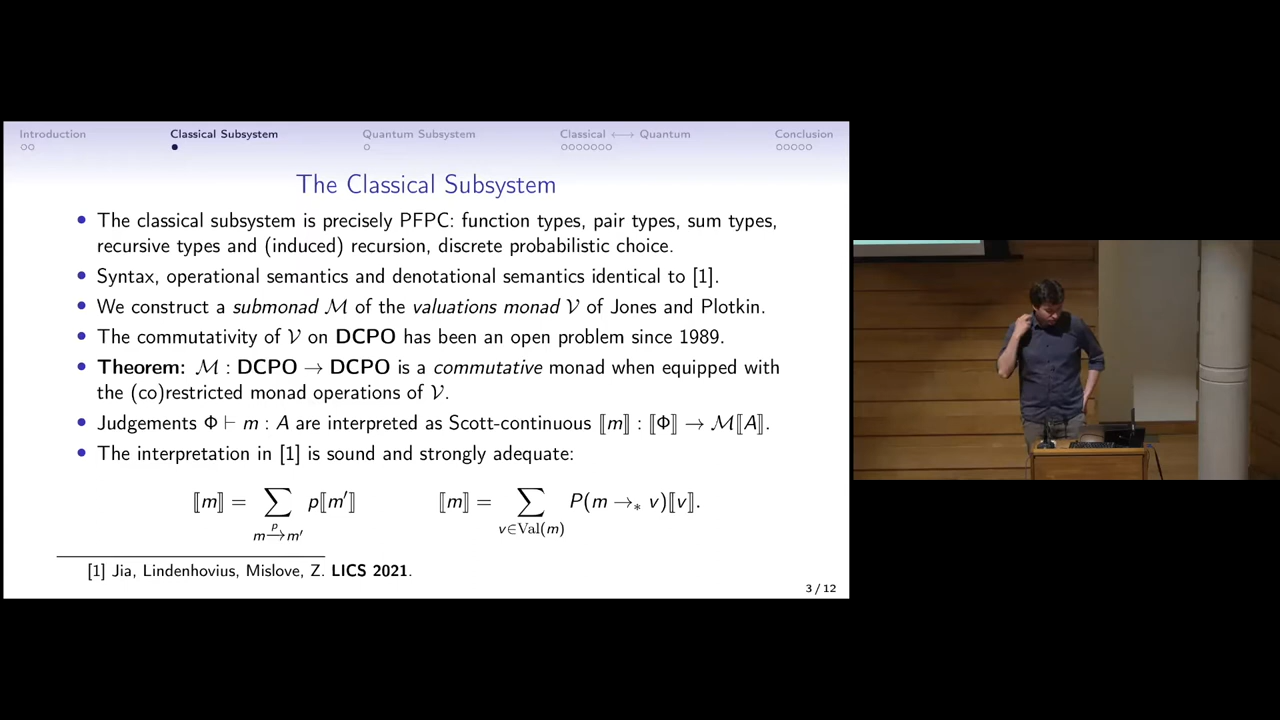 Introduction Classical Subsystem Quantum Subsystem Classical ⟷ Quantum Conclusion
The Classical Subsystem
• The classical subsystem is precisely PFPC: function types, pair types, sum types,
recursive types and (induced) recursion, discrete probabilistic choice.
• Syntax, operational semantics and denotational semantics identical to [1].
• We construct a submonad ℳ of the valuations monad 𝒱 of Jones and Plotkin.
• The commutativity of 𝒱 on DCPO has been an open problem since 1989.
• Theorem: ℳ : DCPO → DCPO is a commutative monad when equipped with
the (co)restricted monad operations of 𝒱.
• Judgements Φ ⊢ m : A are interpreted as Scott-continuous ⟦m⟧ : ⟦Φ⟧ → ℳ⟦A⟧.
• The interpretation in [1] is sound and strongly adequate:
⟦m⟧ = ∑ p⟦m′⟧ ⟦m⟧ = ∑ P(m →∗ v)⟦v⟧.
m –p→ m′ v∈Val(m)
[1] Jia, Lindenhovius, Mislove, Z. LICS 2021.
3 / 12